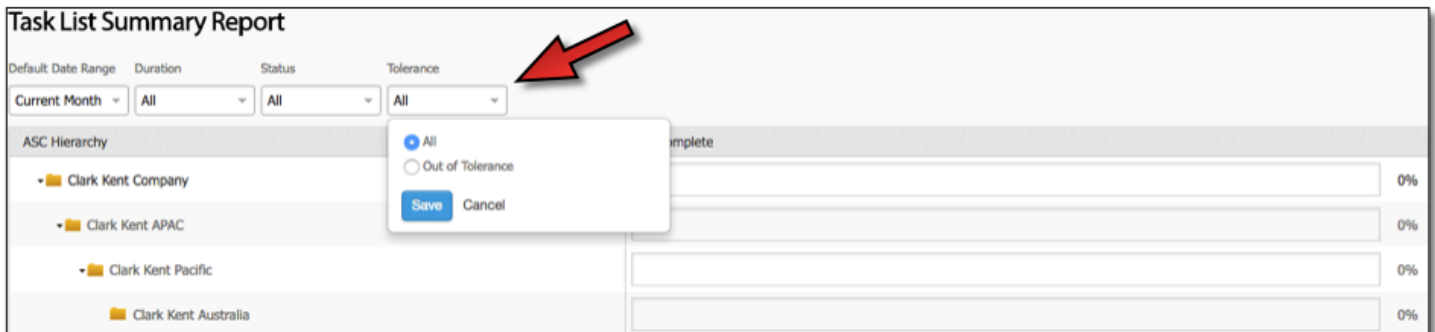 Task List Summary Report
Default Date Range Duration Status Tolerance
Current Month All All All
ASC Hierarchy mplete
All
Out of Tolerance
Clark Kent Company 0%
Save Cancel
Clark Kent APAC 0%
Clark Kent Pacific 0%
Clark Kent Australia 0%